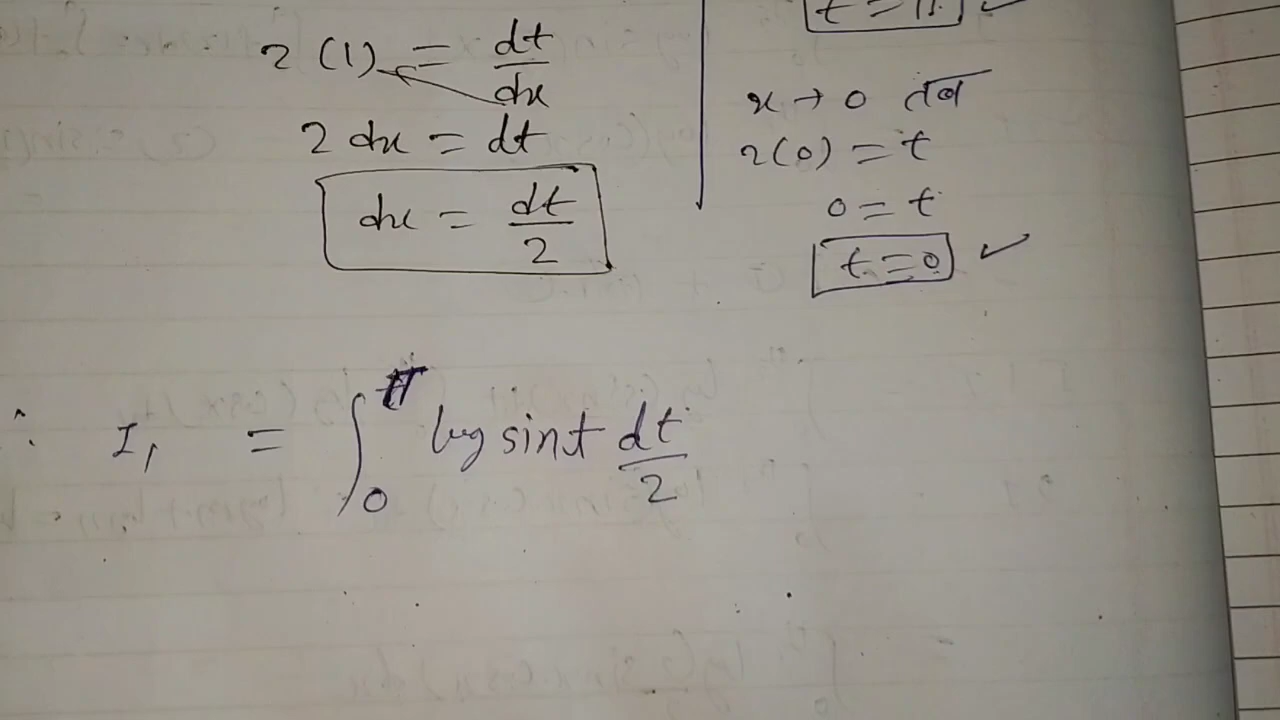 2 (1) = dt/dx
2 dx = dt
dx = dt/2
t = π
x → 0 तब
2(0) = t
0 = t
t = 0
∴ I₁ = ∫₀^π log sint dt/2